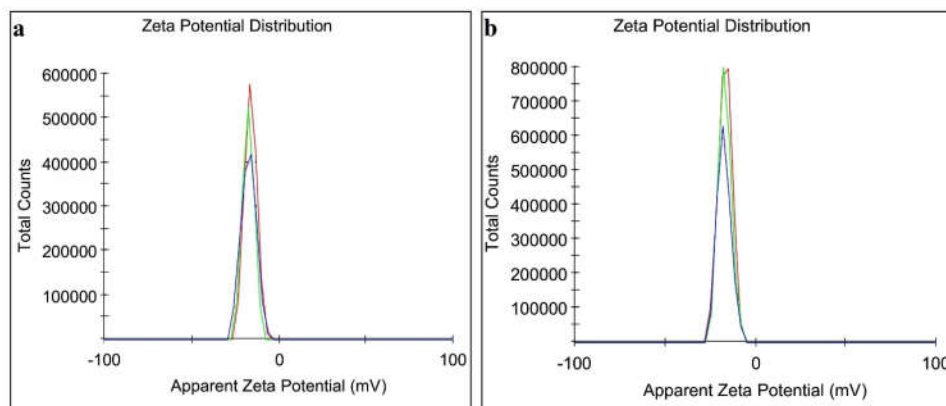 a
Zeta Potential Distribution
Total Counts
600000
500000
400000
300000
200000
100000
-100
0
100
Apparent Zeta Potential (mV)
b
Zeta Potential Distribution
Total Counts
800000
700000
600000
500000
400000
300000
200000
100000
-100
0
100
Apparent Zeta Potential (mV)